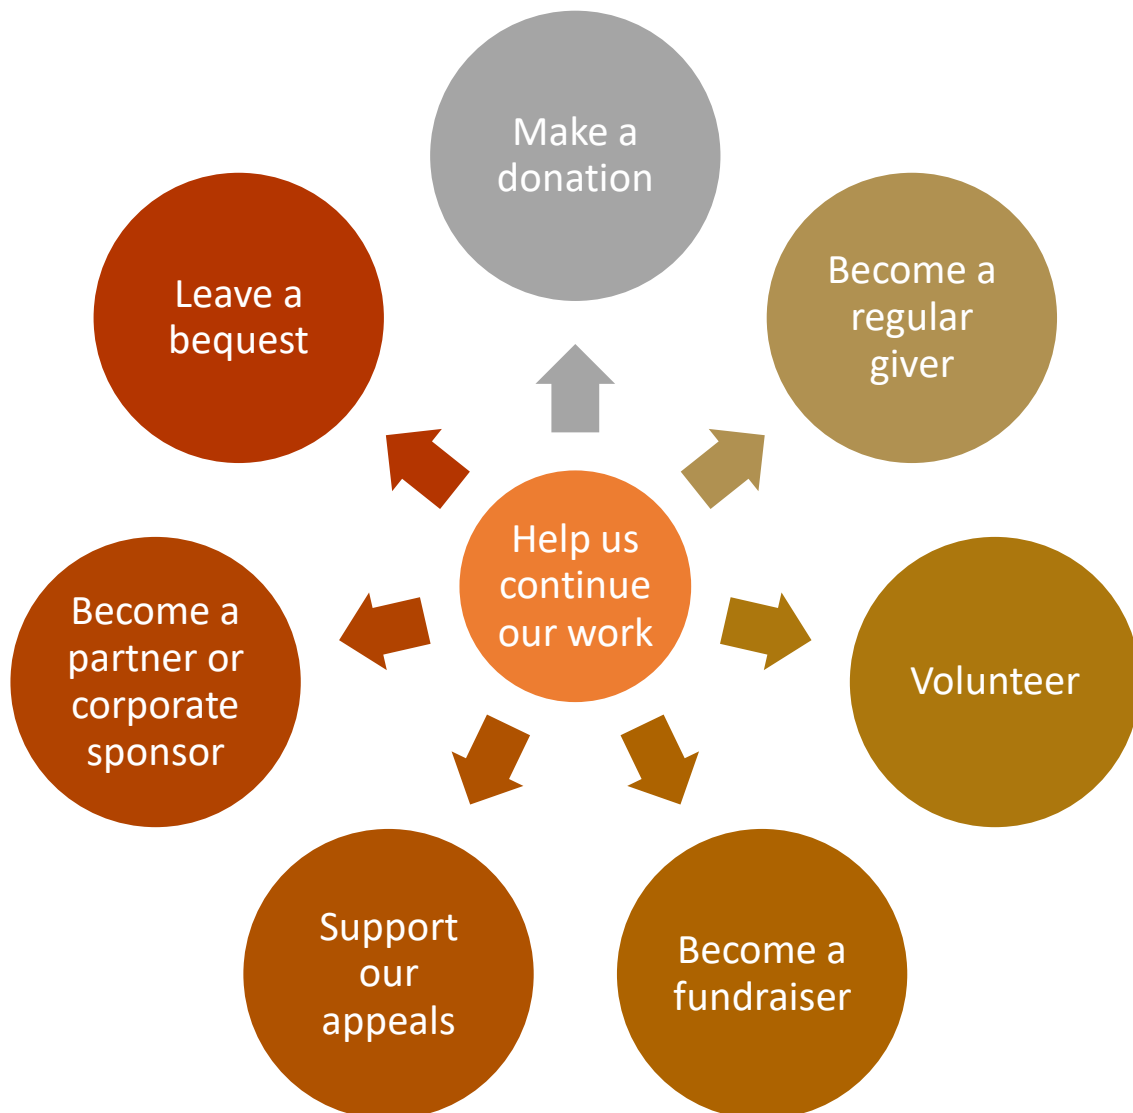 Make a
donation
Become a
regular
giver
Volunteer
Become a
fundraiser
Support
our
appeals
Become a
partner or
corporate
sponsor
Leave a
bequest
Help us
continue
our work